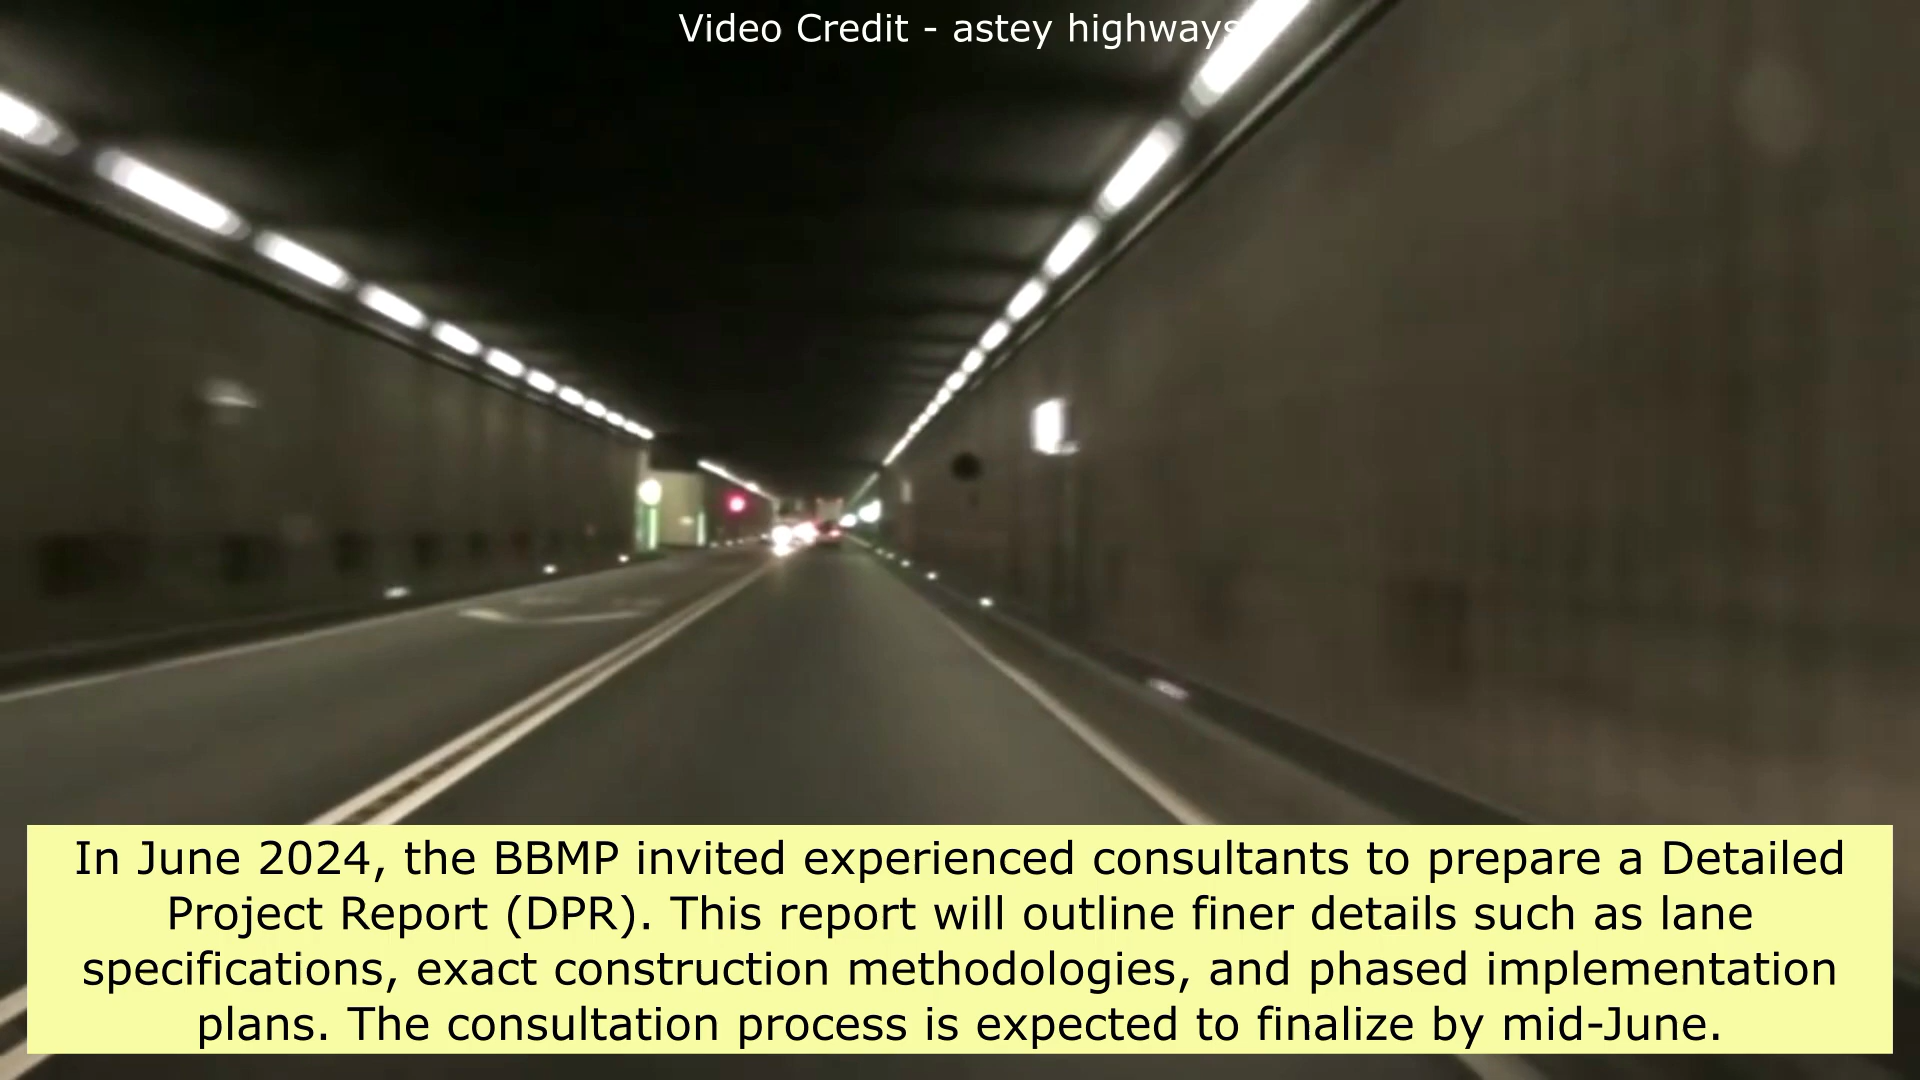 Video Credit - astey highways
In June 2024, the BBMP invited experienced consultants to prepare a Detailed
Project Report (DPR). This report will outline finer details such as lane
specifications, exact construction methodologies, and phased implementation
plans. The consultation process is expected to finalize by mid-June.